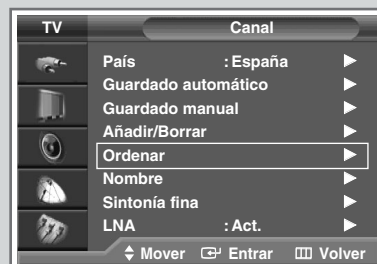 TV Canal
País : España
Guardado automático
Guardado manual
Añadir/Borrar
Ordenar
Nombre
Sintonía fina
LNA : Act.
Mover Entrar Volver